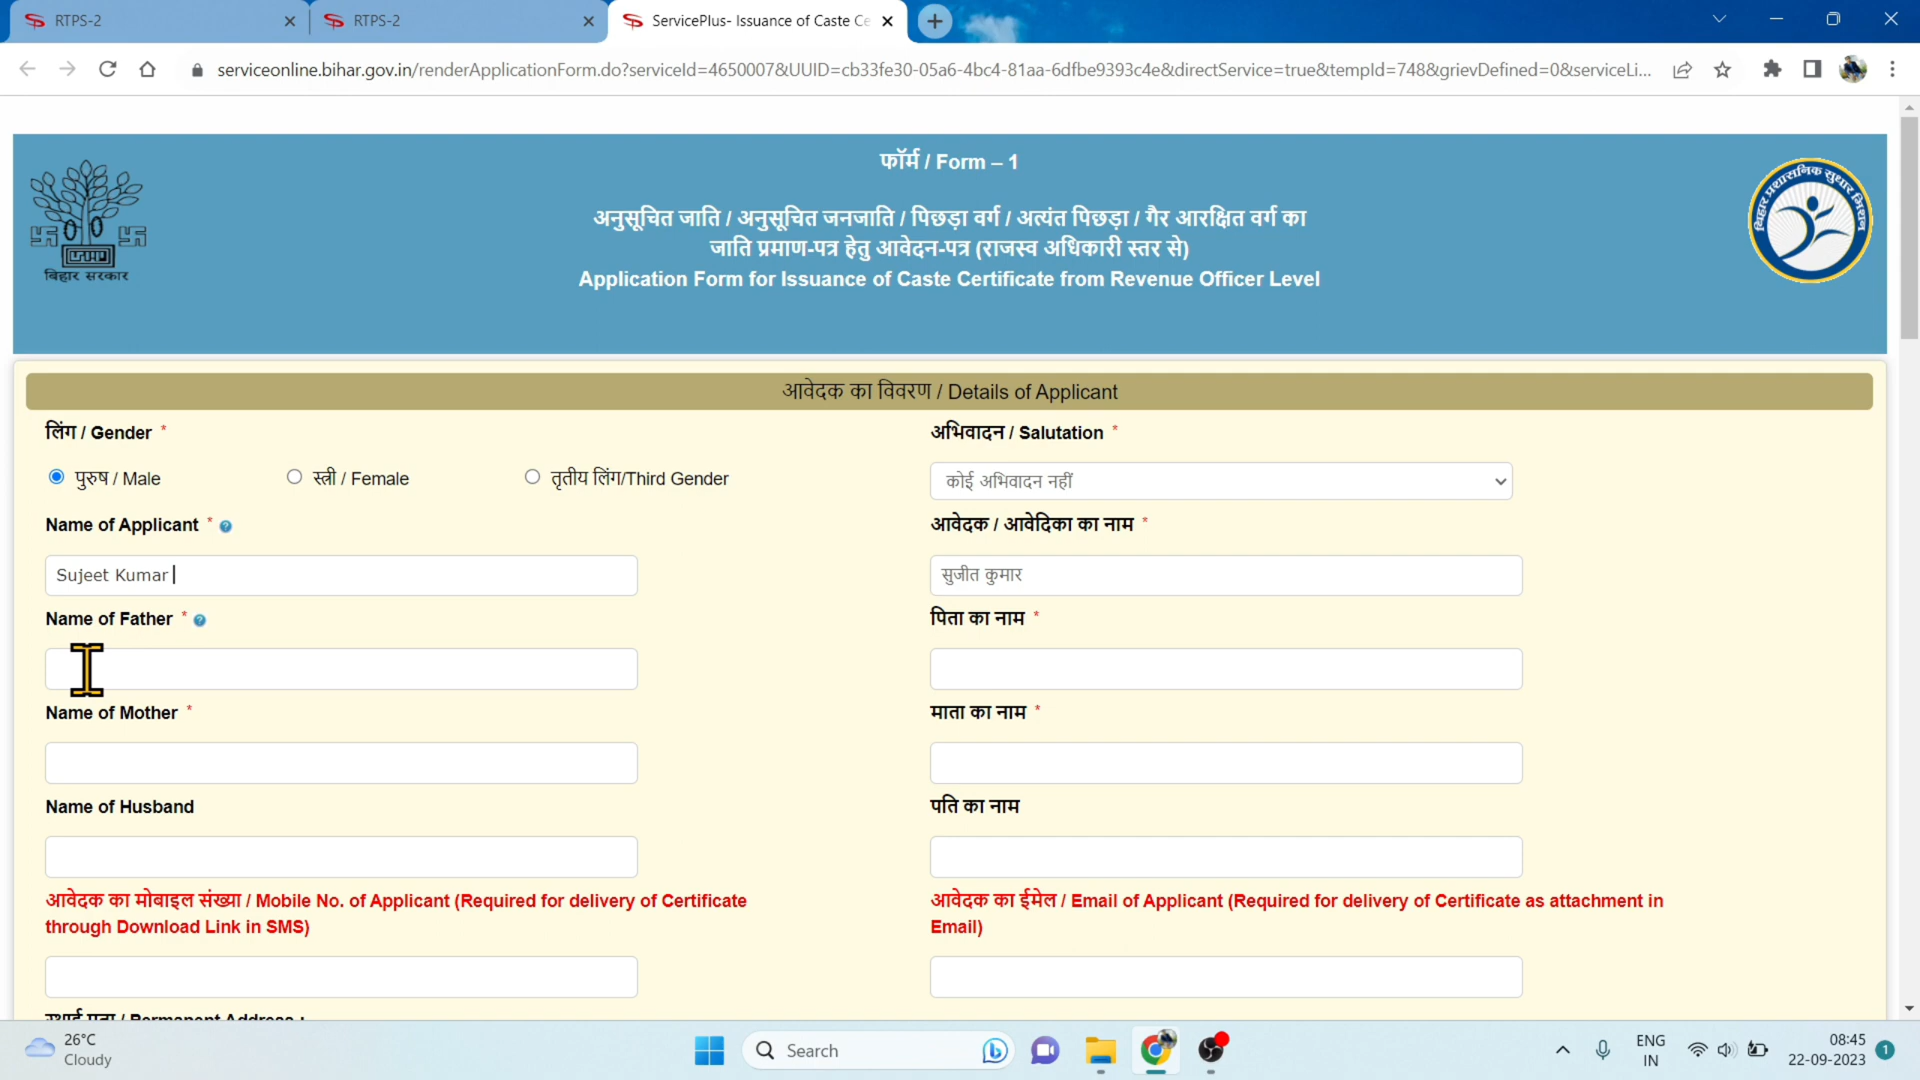 RTPS-2
RTPS-2
ServicePlus- Issuance of Caste Ce
serviceonline.bihar.gov.in/renderApplicationForm.do?serviceId=4650007&UUID=cb33fe30-05a6-4bc4-81aa-6dfbe9393c4e&directService=true&tempId=748&grievDefined=0&serviceLi...
बिहार सरकार
फॉर्म / Form – 1
अनुसूचित जाति / अनुसूचित जनजाति / पिछड़ा वर्ग / अत्यंत पिछड़ा / गैर आरक्षित वर्ग का
जाति प्रमाण-पत्र हेतु आवेदन-पत्र (राजस्व अधिकारी स्तर से)
Application Form for Issuance of Caste Certificate from Revenue Officer Level
बिहार प्रशासनिक सुधार मिशन
आवेदक का विवरण / Details of Applicant
लिंग / Gender *
अभिवादन / Salutation *
पुरुष / Male
स्त्री / Female
तृतीय लिंग/Third Gender
कोई अभिवादन नहीं
Name of Applicant *
आवेदक / आवेदिका का नाम *
Sujeet Kumar
सुजीत कुमार
Name of Father *
पिता का नाम *
Name of Mother *
माता का नाम *
Name of Husband
पति का नाम
आवेदक का मोबाइल संख्या / Mobile No. of Applicant (Required for delivery of Certificate
through Download Link in SMS)
आवेदक का ईमेल / Email of Applicant (Required for delivery of Certificate as attachment in
Email)
स्थाई पता / Permanent Address :
26°C
Cloudy
Search
ENG
IN
08:45
22-09-2023
1